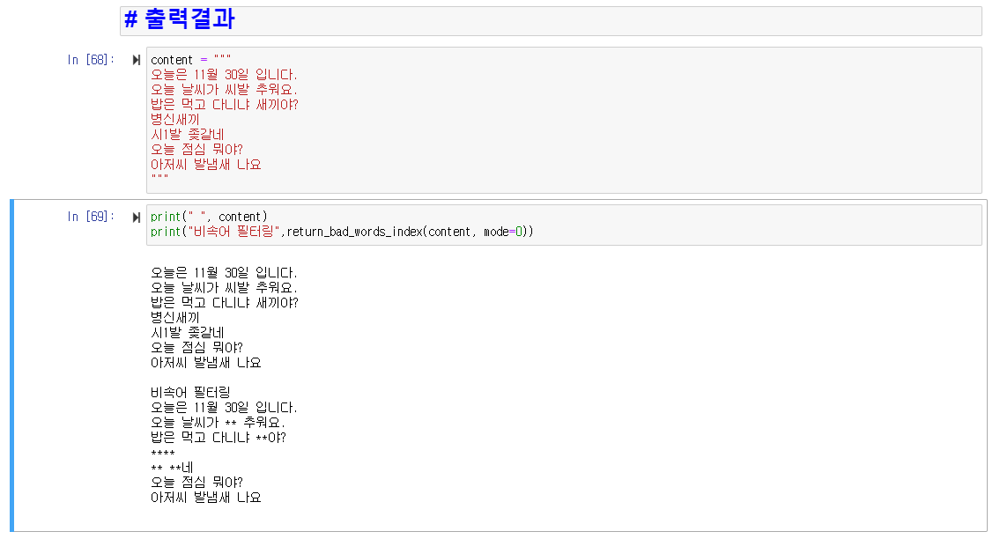 # 출력결과
In [68]:
content = """
오늘은 11월 30일 입니다.
오늘 날씨가 씨발 추워요.
밥은 먹고 다니냐 새끼야?
병신새끼
시1발 좆같네
오늘 점심 뭐야?
아저씨 발냄새 나요
"""
In [69]:
print(" ", content)
print("비속어 필터링",return_bad_words_index(content, mode=0))
오늘은 11월 30일 입니다.
오늘 날씨가 씨발 추워요.
밥은 먹고 다니냐 새끼야?
병신새끼
시1발 좆같네
오늘 점심 뭐야?
아저씨 발냄새 나요
비속어 필터링
오늘은 11월 30일 입니다.
오늘 날씨가 ** 추워요.
밥은 먹고 다니냐 **야?
****
** **네
오늘 점심 뭐야?
아저씨 발냄새 나요